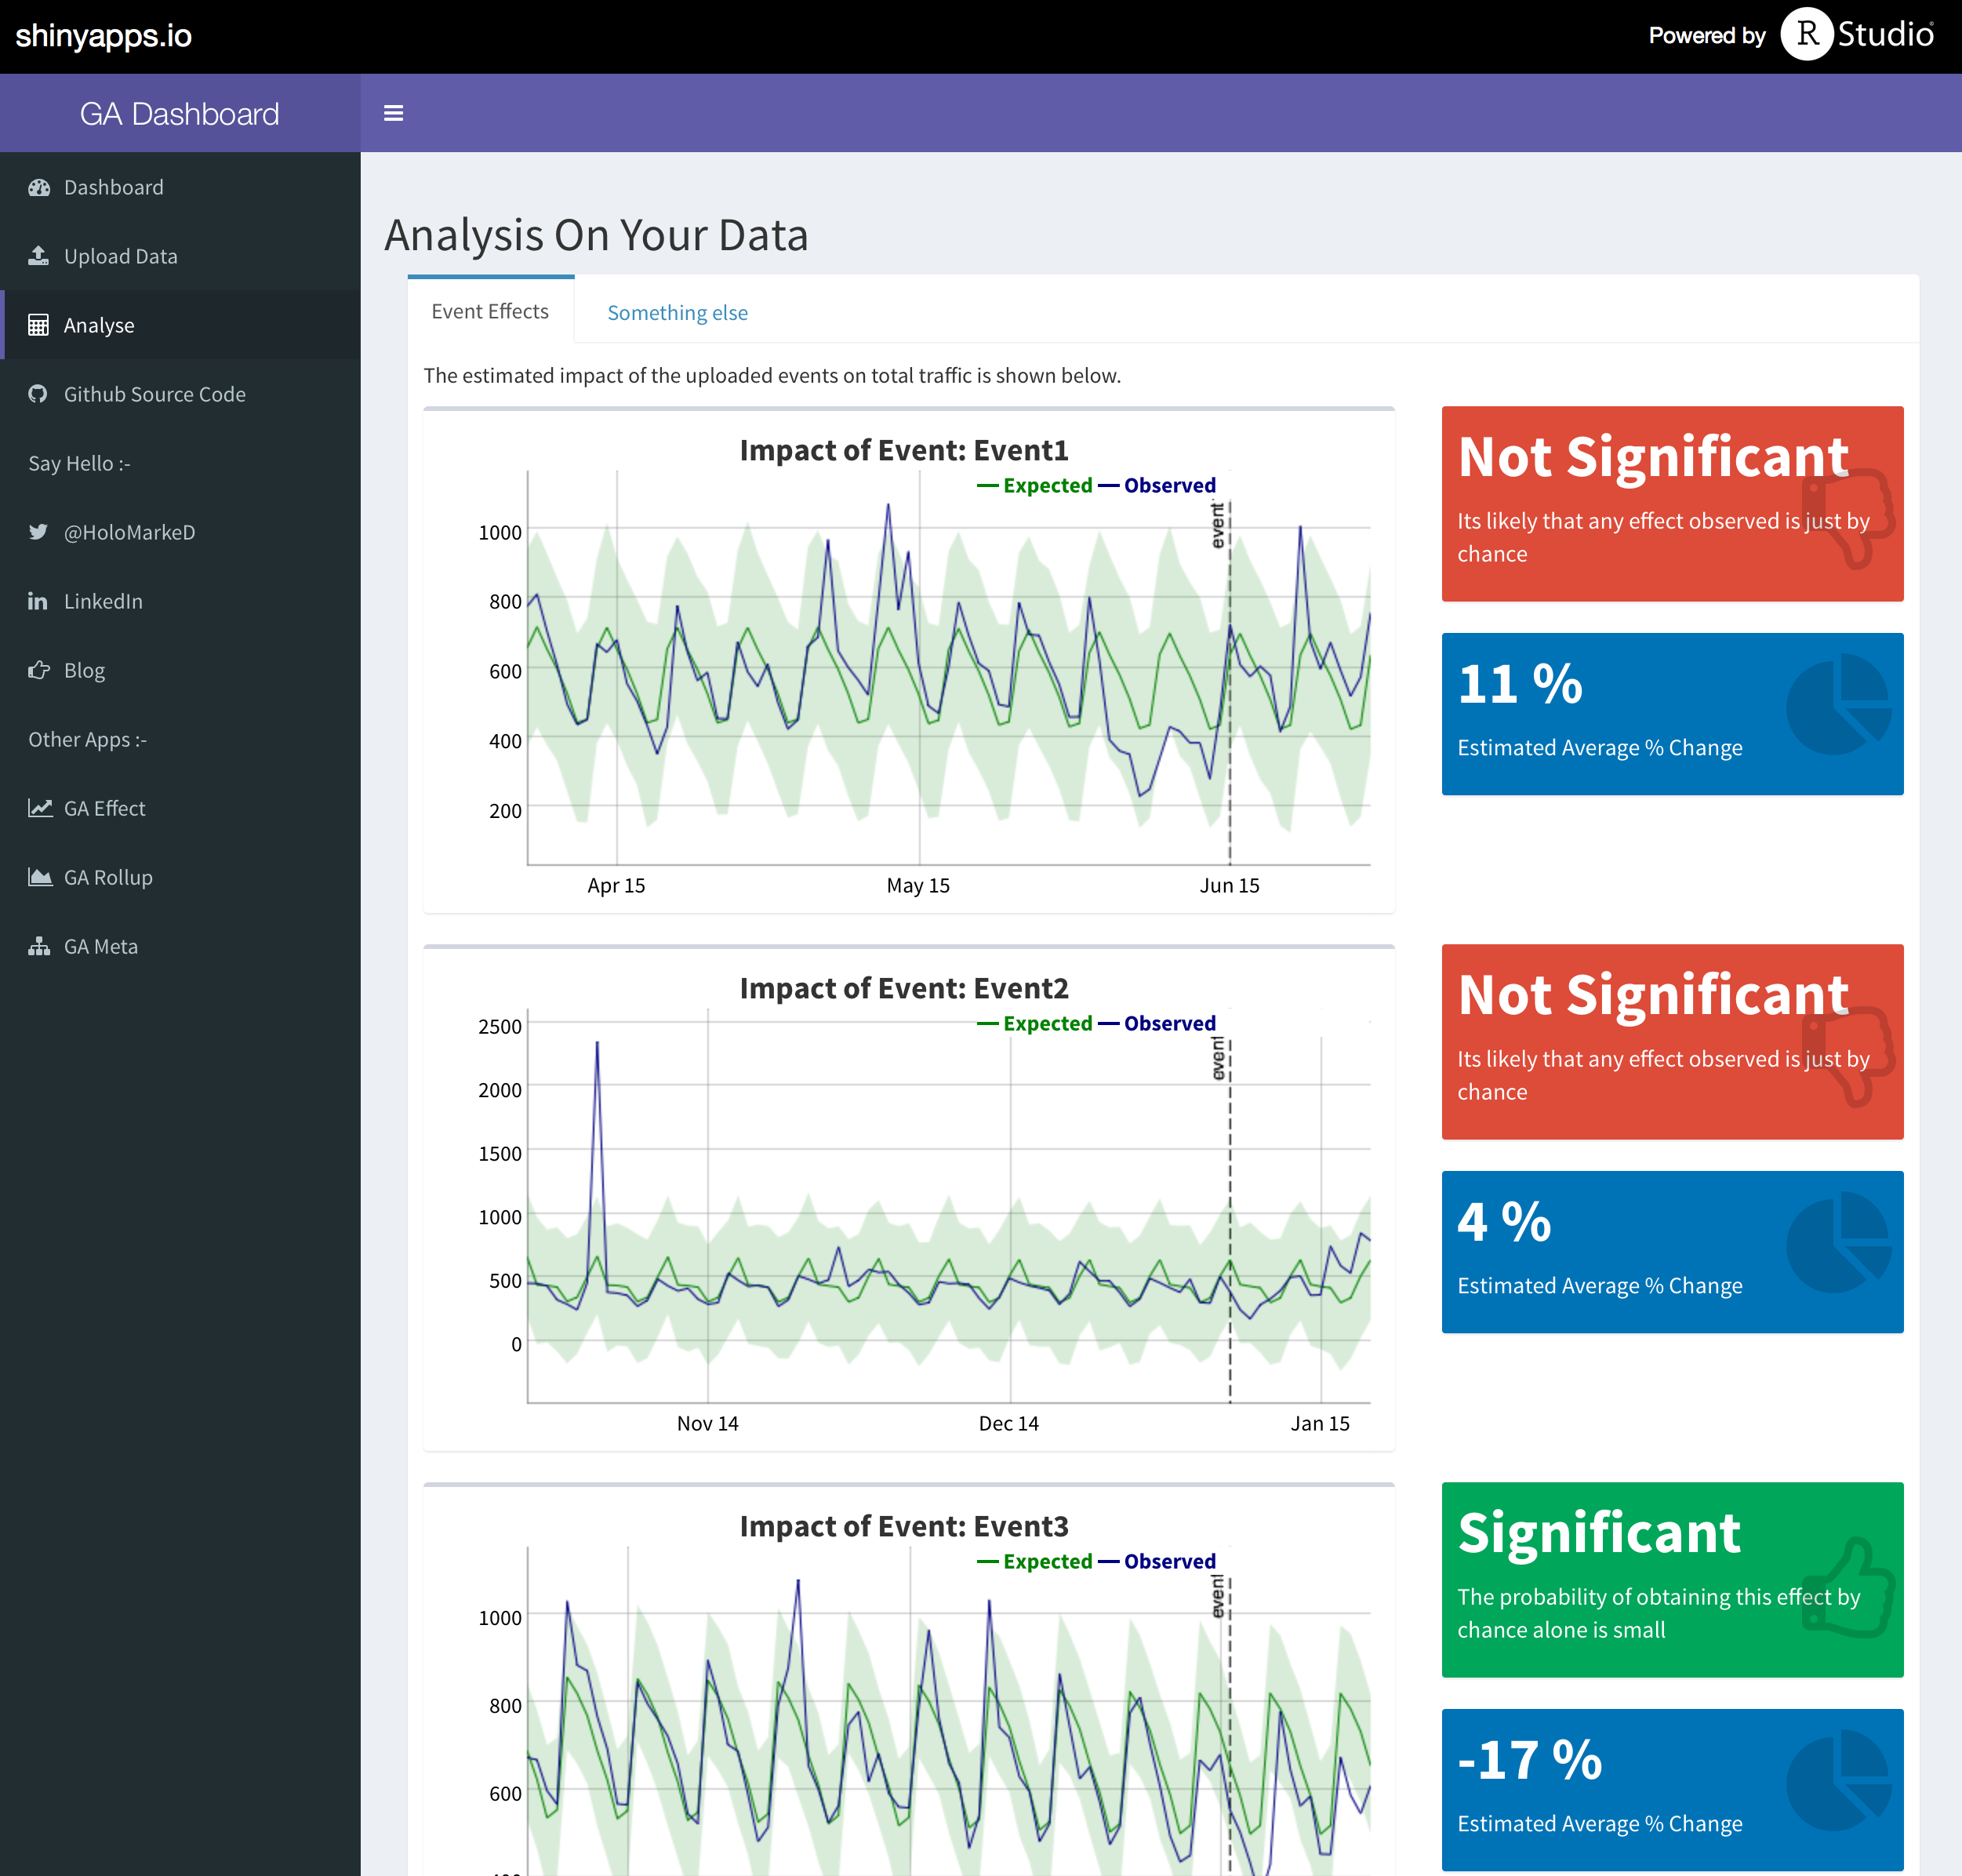 shinyapps.io
Powered by R Studio
GA Dashboard
Dashboard
Upload Data
Analyse
Github Source Code
Say Hello :-
@HoloMarkeD
LinkedIn
Blog
Other Apps :-
GA Effect
GA Rollup
GA Meta
Analysis On Your Data
Event Effects
Something else
The estimated impact of the uploaded events on total traffic is shown below.
Impact of Event: Event1
Expected Observed
event
1000
800
600
400
200
Apr 15
May 15
Jun 15
Not Significant
Its likely that any effect observed is just by
chance
11 %
Estimated Average % Change
Impact of Event: Event2
Expected Observed
event
2500
2000
1500
1000
500
0
Nov 14
Dec 14
Jan 15
Not Significant
Its likely that any effect observed is just by
chance
4 %
Estimated Average % Change
Impact of Event: Event3
Expected Observed
event
1000
800
600
Significant
The probability of obtaining this effect by
chance alone is small
-17 %
Estimated Average % Change